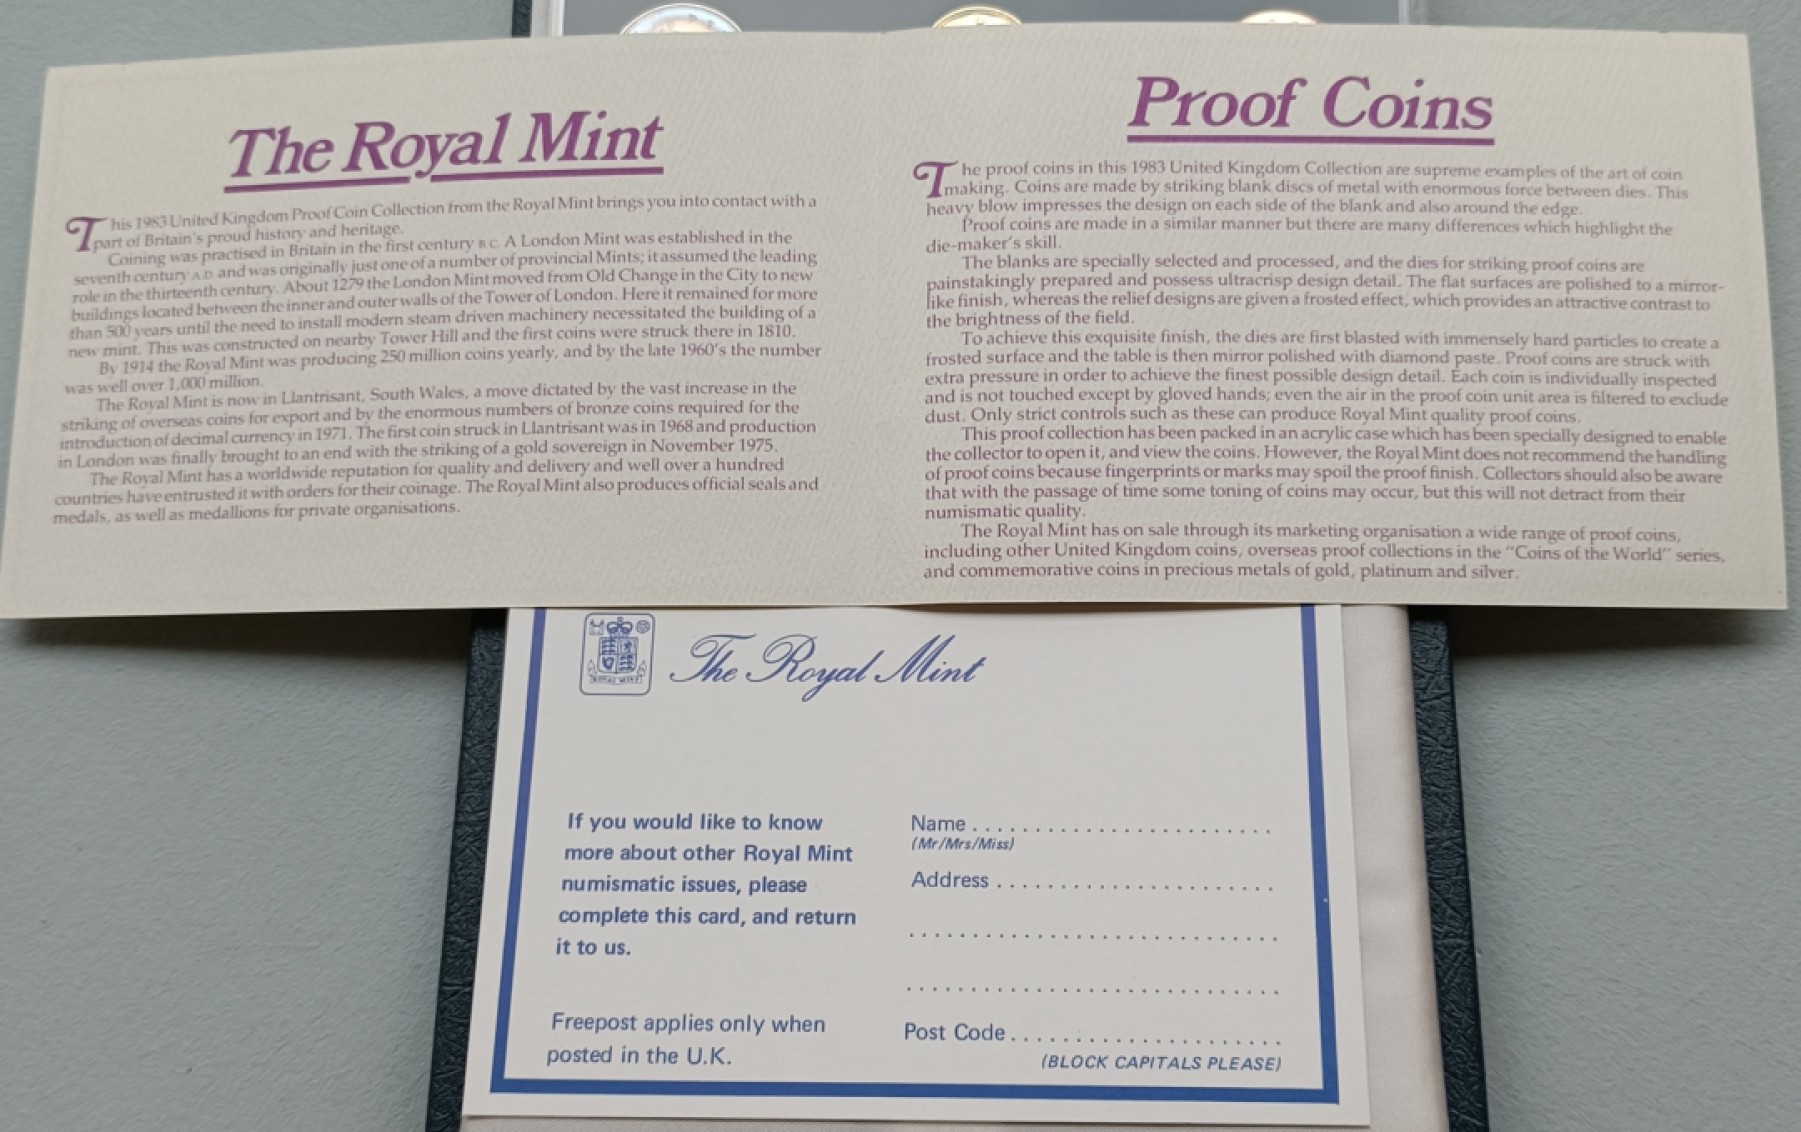 The Royal Mint
This 1983 United Kingdom Proof Coin Collection from the Royal Mint brings you into contact with a
part of Britain's proud history and heritage.
Coining was practised in Britain in the first century B.C. A London Mint was established in the
seventh century A.D. and was originally just one of a number of provincial Mints; it assumed the leading
role in the thirteenth century. About 1279 the London Mint moved from Old Change in the City to new
buildings located between the inner and outer walls of the Tower of London. Here it remained for more
than 500 years until the need to install modern steam driven machinery necessitated the building of a
new mint. This was constructed on nearby Tower Hill and the first coins were struck there in 1810.
By 1914 the Royal Mint was producing 250 million coins yearly, and by the late 1960's the number
was well over 1,000 million.
The Royal Mint is now in Llantrisant, South Wales, a move dictated by the vast increase in the
striking of overseas coins for export and by the enormous numbers of bronze coins required for the
introduction of decimal currency in 1971. The first coin struck in Llantrisant was in 1968 and production
in London was finally brought to an end with the striking of a gold sovereign in November 1975.
The Royal Mint has a worldwide reputation for quality and delivery and well over a hundred
countries have entrusted it with orders for their coinage. The Royal Mint also produces official seals and
medals, as well as medallions for private organisations.
Proof Coins
The proof coins in this 1983 United Kingdom Collection are supreme examples of the art of coin
making. Coins are made by striking blank discs of metal with enormous force between dies. This
heavy blow impresses the design on each side of the blank and also around the edge.
Proof coins are made in a similar manner but there are many differences which highlight the
die-maker's skill.
The blanks are specially selected and processed, and the dies for striking proof coins are
painstakingly prepared and possess ultracrisp design detail. The flat surfaces are polished to a mirror-
like finish, whereas the relief designs are given a frosted effect, which provides an attractive contrast to
the brightness of the field.
To achieve this exquisite finish, the dies are first blasted with immensely hard particles to create a
frosted surface and the table is then mirror polished with diamond paste. Proof coins are struck with
extra pressure in order to achieve the finest possible design detail. Each coin is individually inspected
and is not touched except by gloved hands; even the air in the proof coin unit area is filtered to exclude
dust. Only strict controls such as these can produce Royal Mint quality proof coins.
This proof collection has been packed in an acrylic case which has been specially designed to enable
the collector to open it, and view the coins. However, the Royal Mint does not recommend the handling
of proof coins because fingerprints or marks may spoil the proof finish. Collectors should also be aware
that with the passage of time some toning of coins may occur, but this will not detract from their
numismatic quality.
The Royal Mint has on sale through its marketing organisation a wide range of proof coins,
including other United Kingdom coins, overseas proof collections in the "Coins of the World" series,
and commemorative coins in precious metals of gold, platinum and silver.
ROYAL MINT
The Royal Mint
If you would like to know
more about other Royal Mint
numismatic issues, please
complete this card, and return
it to us.
Freepost applies only when
posted in the U.K.
Name
(Mr/Mrs/Miss)
Address
Post Code
(BLOCK CAPITALS PLEASE)